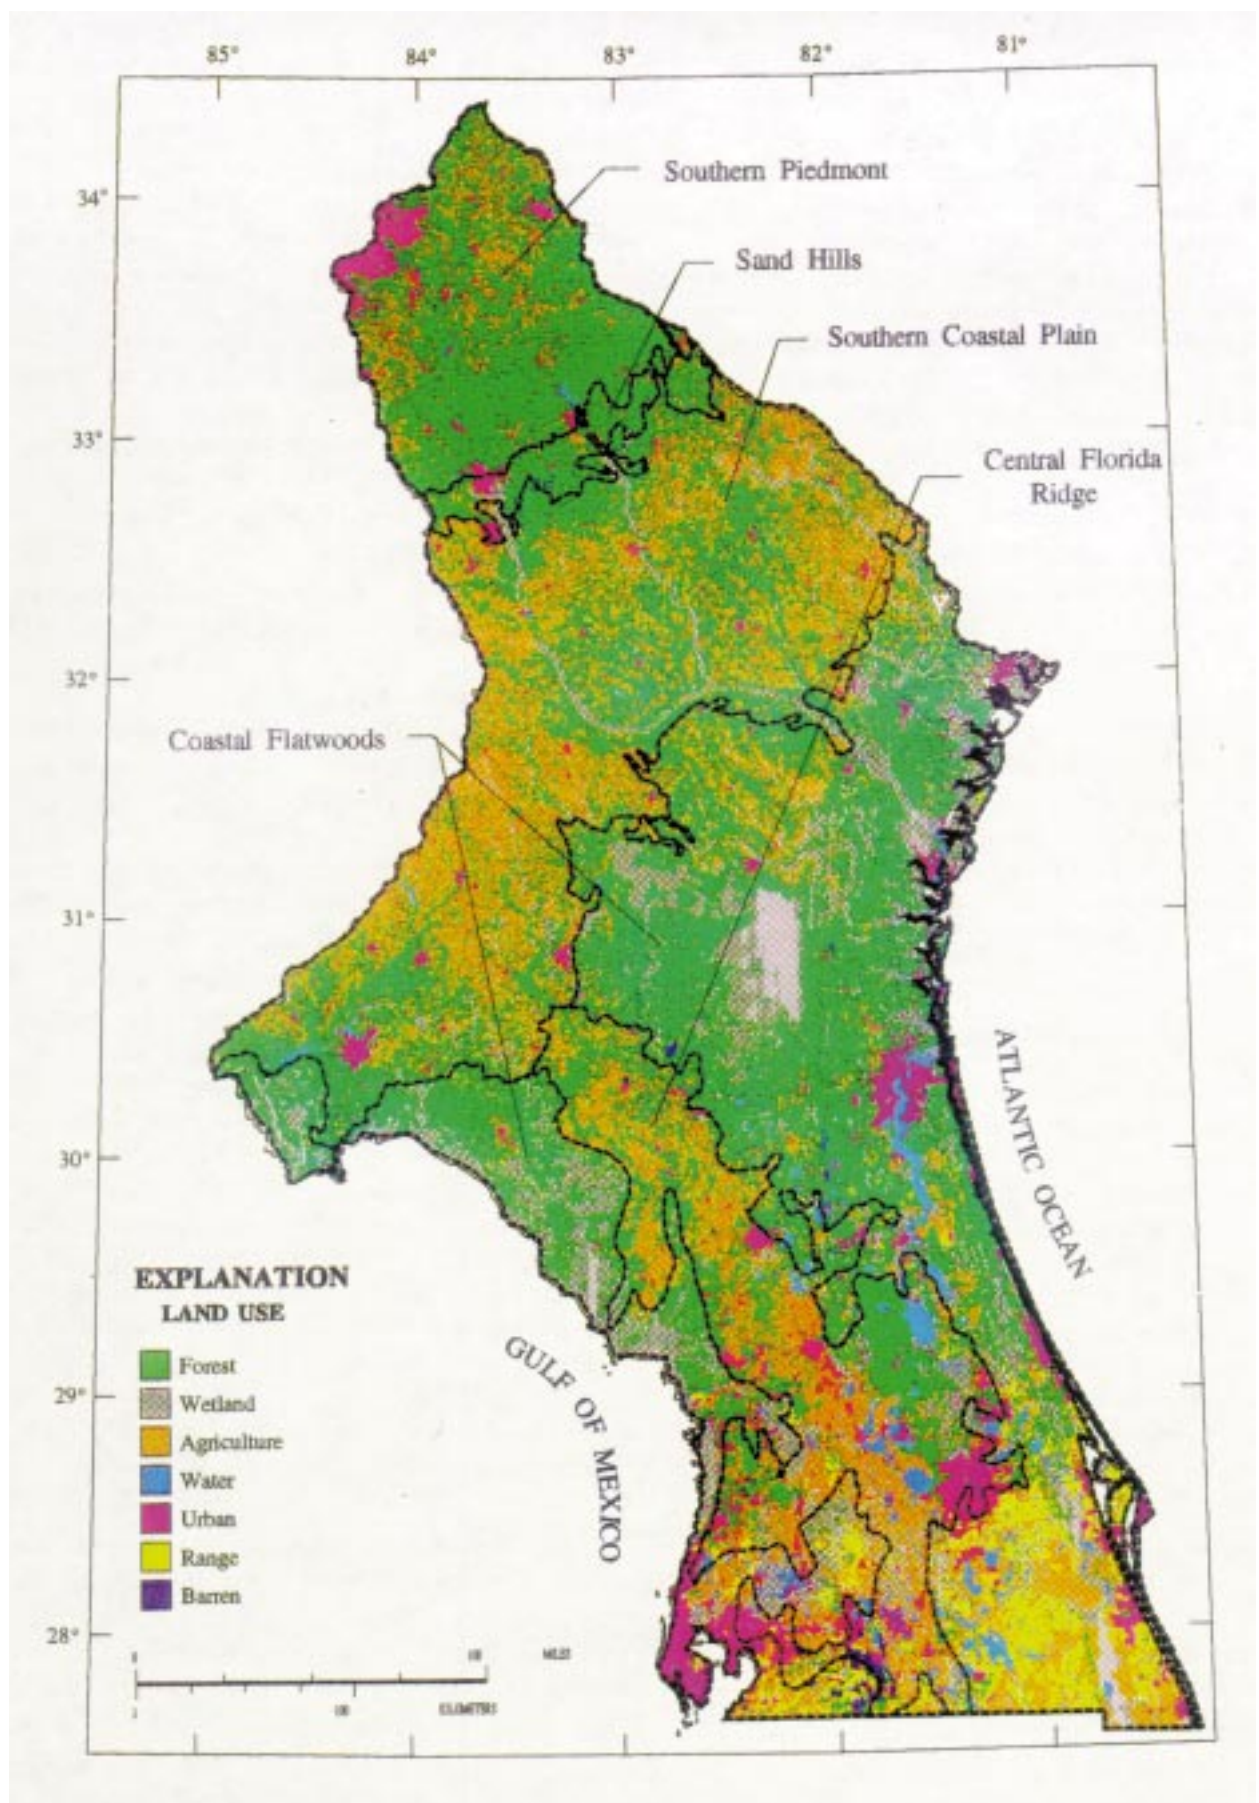 85° 84° 83° 82° 81°
34°
33°
32°
31°
30°
29°
28°
Southern Piedmont
Sand Hills
Southern Coastal Plain
Central Florida
Ridge
Coastal Flatwoods
ATLANTIC OCEAN
GULF OF MEXICO
EXPLANATION
LAND USE
Forest
Wetland
Agriculture
Water
Urban
Range
Barren
MILES
KILOMETERS